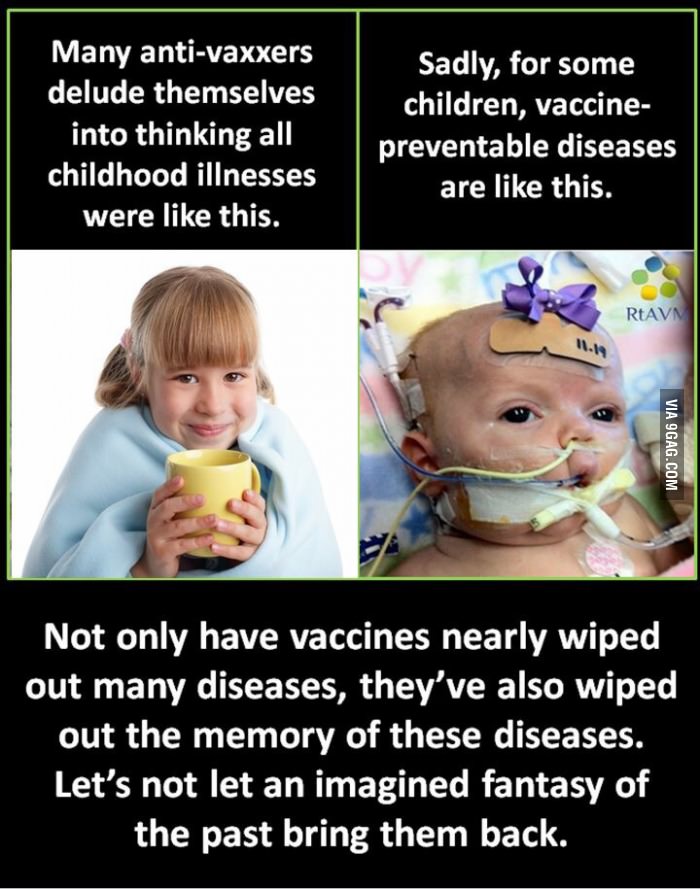 Many anti-vaxxers
delude themselves
into thinking all
childhood illnesses
were like this.
Sadly, for some
children, vaccine-
preventable diseases
are like this.
RtAVM
11.19
VIA 9GAG.COM
Not only have vaccines nearly wiped
out many diseases, they've also wiped
out the memory of these diseases.
Let's not let an imagined fantasy of
the past bring them back.